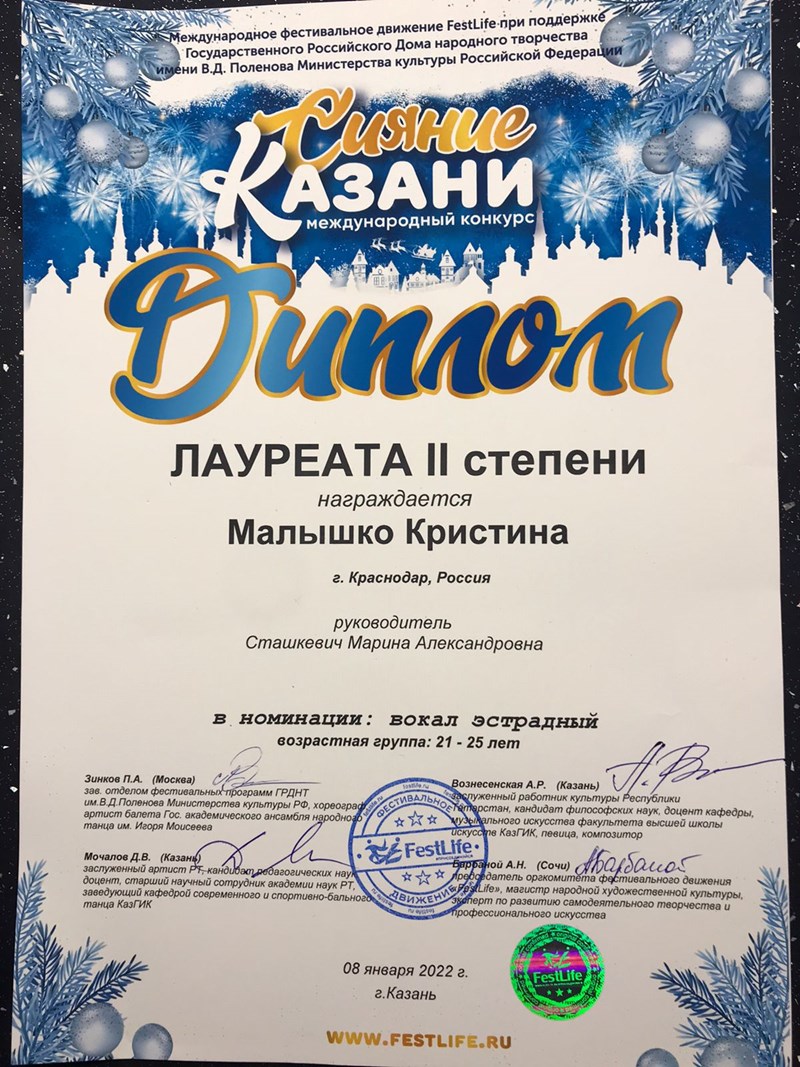 Международное фестивальное движение FestLife при поддержке
Государственного Российского Дома народного творчества
имени В.Д. Поленова Министерства культуры Российской Федерации
Сияние
Казани
международный конкурс
Диплом
ЛАУРЕАТА II степени
награждается
Малышко Кристина
г. Краснодар, Россия
руководитель
Сташкевич Марина Александровна
в номинации: вокал эстрадный
возрастная группа: 21 - 25 лет
Зинков П.А. (Москва)
зав. отделом фестивальных программ ГРДНТ
им.В.Д.Поленова Министерства культуры РФ, хореограф,
артист балета Гос. академического ансамбля народного
танца им. Игоря Моисеева
Вознесенская А.Р. (Казань)
заслуженный работник культуры Республики
Татарстан, кандидат философских наук, доцент кафедры,
музыкального искусства факультета высшей школы
искусств КазГИК, певица, композитор
Мочалов Д.В. (Казань)
заслуженный артист РТ, кандидат педагогических наук
доцент, старший научный сотрудник академии наук РТ,
заведующий кафедрой современного и спортивно-бального
танца КазГИК
Барбаной А.Н. (Сочи)
председатель оргкомитета фестивального движения
«FestLife», магистр народной художественной культуры,
эксперт по развитию самодеятельного творчества и
профессионального искусства
ФЕСТИВАЛЬНОЕ
FestLife
ДВИЖЕНИЕ
FestLife
08 января 2022 г.
г.Казань
WWW.FESTLIFE.RU